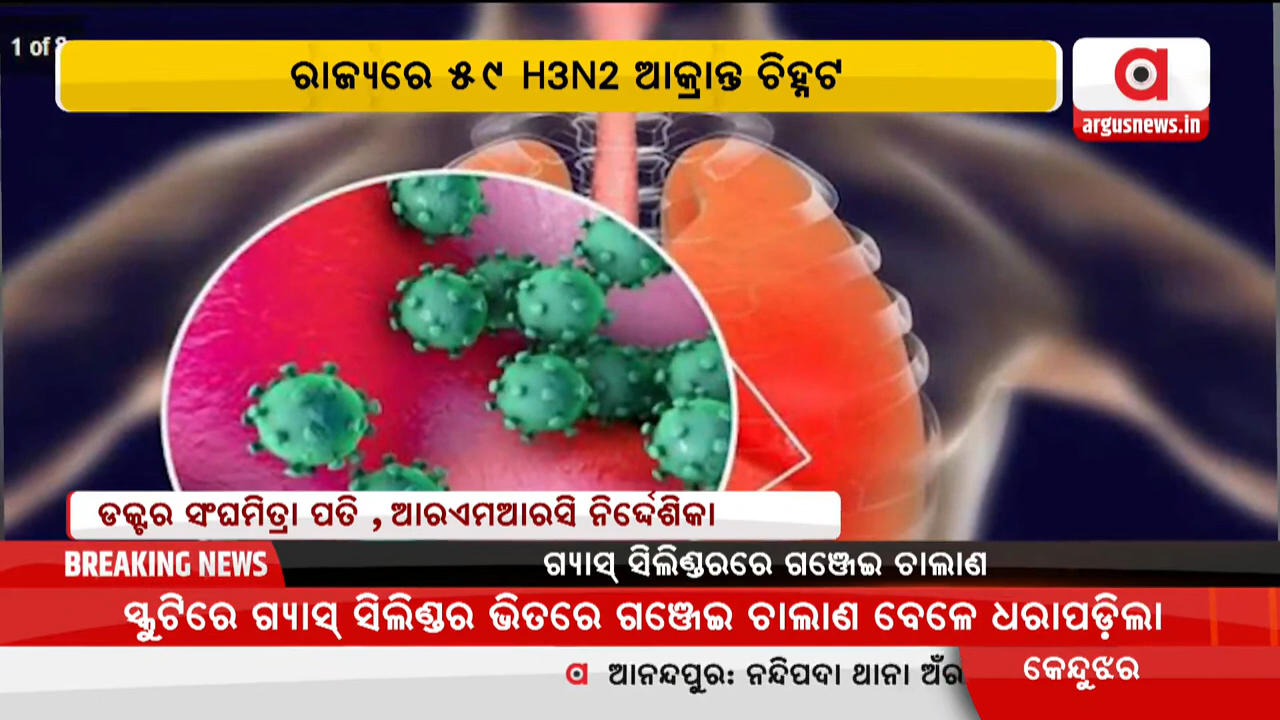 1 of
ରାଜ୍ୟରେ ୫୯ H3N2 ଆକ୍ରାନ୍ତ ଚିହ୍ନଟ
argusnews.in
ଡକ୍ଟର ସଂଘମିତ୍ରା ପତି , ଆରଏମଆରସି ନିର୍ଦ୍ଦେଶିକା
BREAKING NEWS
ଗ୍ୟାସ୍ ସିଲିଣ୍ଡରରେ ଗଞ୍ଜେଇ ଚାଲାଣ
ସ୍କୁଟିରେ ଗ୍ୟାସ୍ ସିଲିଣ୍ଡର ଭିତରେ ଗଞ୍ଜେଇ ଚାଲାଣ ବେଳେ ଧରାପଡ଼ିଲା
ଆନନ୍ଦପୁର: ନନ୍ଦିପଦା ଥାନା ଅଁର
କେନ୍ଦୁଝର